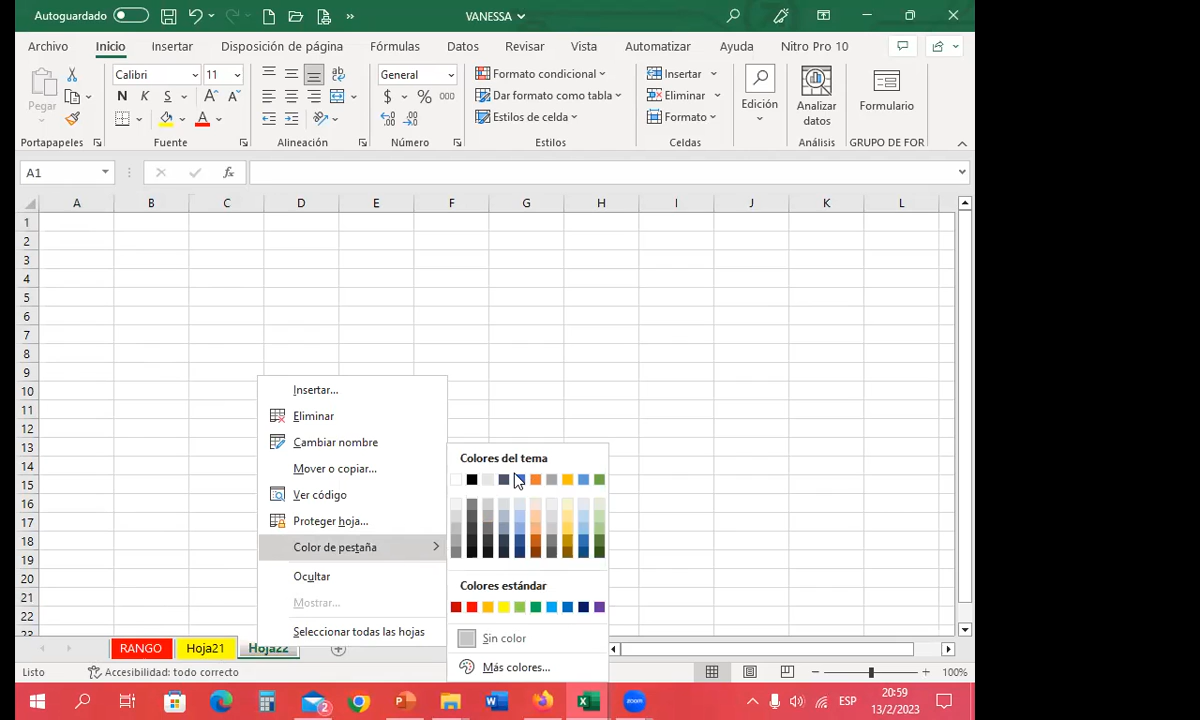 Autoguardado
VANESSA
Archivo Inicio Insertar Disposición de página Fórmulas Datos Revisar Vista Automatizar Ayuda Nitro Pro 10
Pegar
Calibri 11
N K S A A
A
ab
General
$ % 000
Formato condicional
Dar formato como tabla
Estilos de celda
Insertar
Eliminar
Formato
Edición
Analizar
datos
Formulario
Portapapeles Fuente Alineación Número Estilos Celdas Análisis GRUPO DE FOR
A1 fx
A B C D E F G H I J K L
1
2
3
4
5
6
7
8
9
10
11
12
13
14
15
16
17
18
19
20
21
22
Insertar...
Eliminar
Cambiar nombre
Mover o copiar...
Ver código
Proteger hoja...
Color de pestaña
Ocultar
Mostrar...
Seleccionar todas las hojas
Colores del tema
Colores estándar
Sin color
Más colores...
RANGO Hoja21 Hoja22
Listo Accesibilidad: todo correcto 100%
2 zoom ESP 20:59
13/2/2023